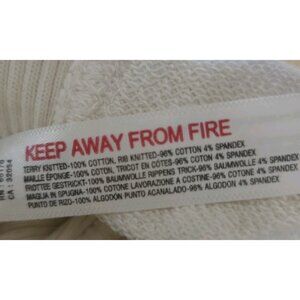 KEEP AWAY FROM FIRE
TERRY KNITTED-100% COTTON, RIB KNITTED-96% COTTON 4% SPANDEX
MAILLE ÉPONGE-100% COTON, TRICOT EN COTES-96% COTON 4% SPANDEX
FROTTEE GESTRICKT-100% BAUMWOLLE RIPPENS TRICK-96% BAUMWOLLE 4% SPANDEX
MAGLIA IN SPUGNA-100% COTONE LAVORAZIONE A COSTINE-96% COTONE 4% SPANDEX
PUNTO DE RIZO-100% ALGODON PUNTO ACANALADO-96% ALGODON 4% SPANDEX
CA: